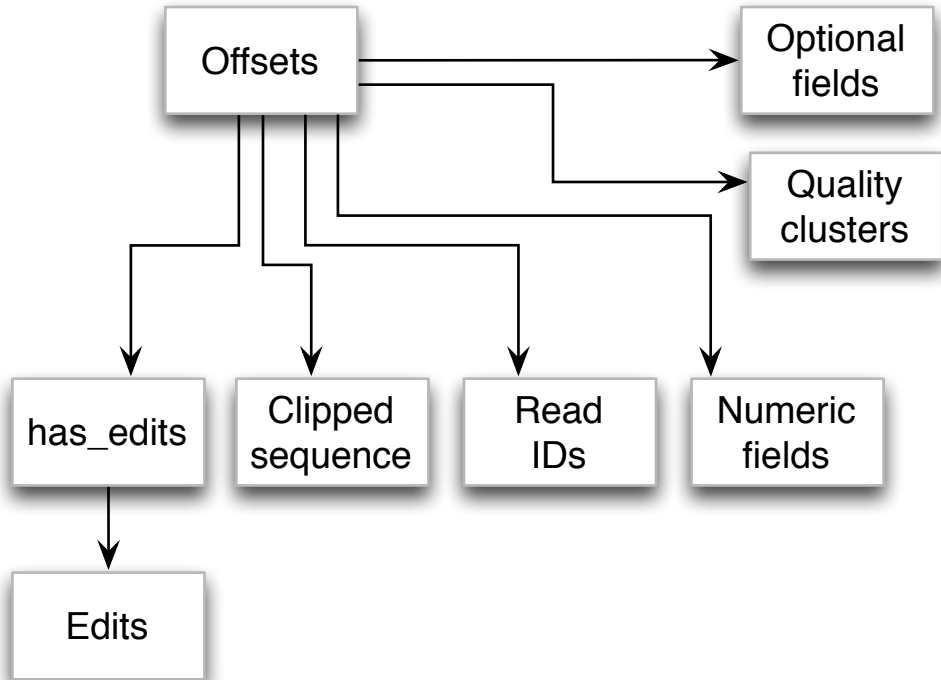 Offsets
Optional
fields
Quality
clusters
has_edits
Clipped
sequence
Read
IDs
Numeric
fields
Edits